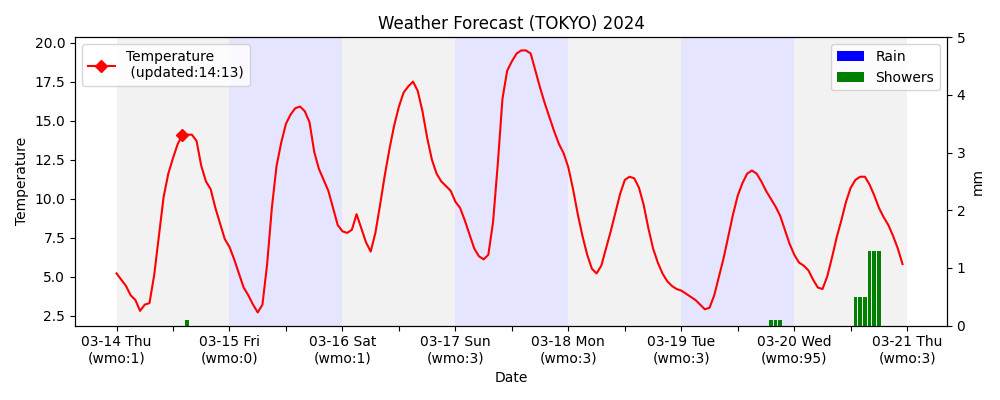 Weather Forecast (TOKYO) 2024
Temperature
(updated:14:13)
Rain
Showers
Temperature
20.0
17.5
15.0
12.5
10.0
7.5
5.0
2.5
5
4
3
2
1
0
mm
03-14 Thu
(wmo:1)
03-15 Fri
(wmo:0)
03-16 Sat
(wmo:1)
03-17 Sun
(wmo:3)
03-18 Mon
(wmo:3)
03-19 Tue
(wmo:3)
03-20 Wed
(wmo:95)
03-21 Thu
(wmo:3)
Date